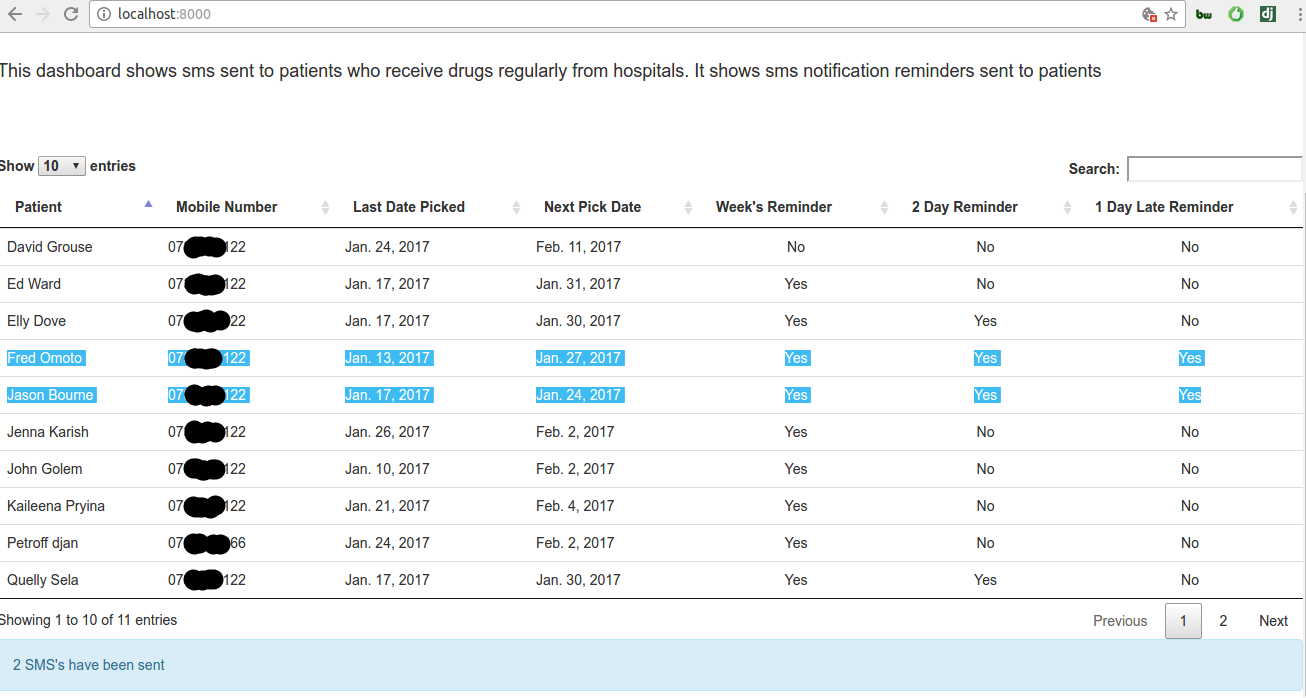 localhost:8000
bw
dj
This dashboard shows sms sent to patients who receive drugs regularly from hospitals. It shows sms notification reminders sent to patients
Show 10 entries Search:
Patient Mobile Number Last Date Picked Next Pick Date Week's Reminder 2 Day Reminder 1 Day Late Reminder
David Grouse 07 122 Jan. 24, 2017 Feb. 11, 2017 No No No
Ed Ward 07 122 Jan. 17, 2017 Jan. 31, 2017 Yes No No
Elly Dove 07 22 Jan. 17, 2017 Jan. 30, 2017 Yes Yes No
Fred Omoto 07 122 Jan. 13, 2017 Jan. 27, 2017 Yes Yes Yes
Jason Bourne 07 122 Jan. 17, 2017 Jan. 24, 2017 Yes Yes Yes
Jenna Karish 07 122 Jan. 26, 2017 Feb. 2, 2017 Yes No No
John Golem 07 122 Jan. 10, 2017 Feb. 2, 2017 Yes No No
Kaileena Pryina 07 122 Jan. 21, 2017 Feb. 4, 2017 Yes No No
Petroff djan 07 66 Jan. 24, 2017 Feb. 2, 2017 Yes No No
Quelly Sela 07 122 Jan. 17, 2017 Jan. 30, 2017 Yes Yes No
Showing 1 to 10 of 11 entries Previous 1 2 Next
2 SMS's have been sent